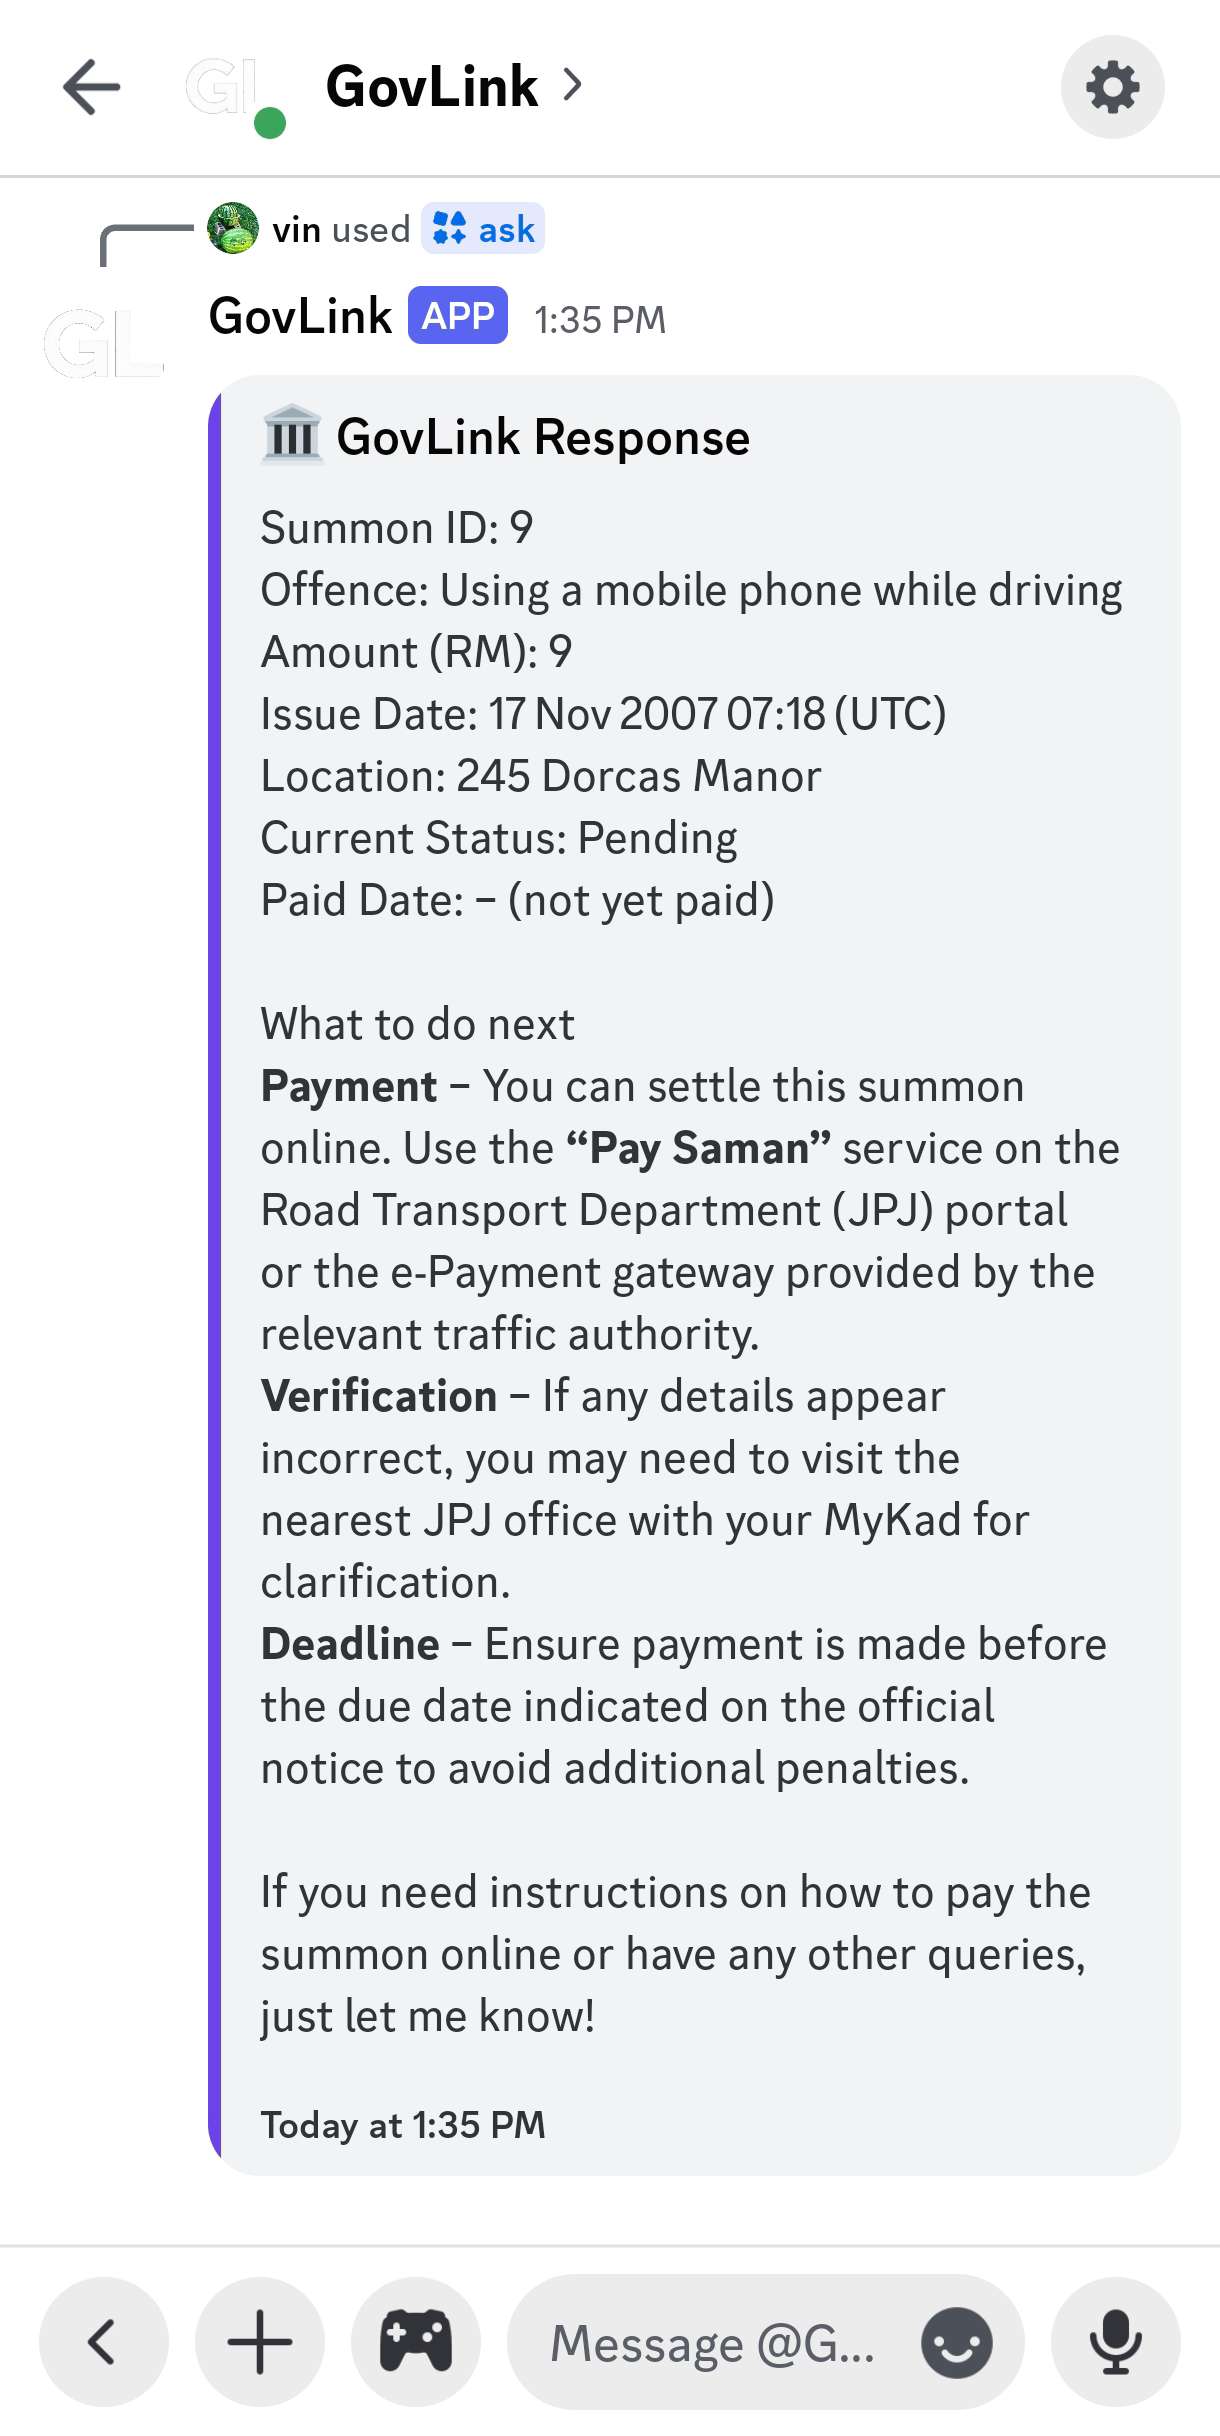 GL
GovLink
vin used ask
GovLink APP 1:35 PM
GL
GovLink Response
Summon ID: 9
Offence: Using a mobile phone while driving
Amount (RM): 9
Issue Date: 17 Nov 2007 07:18 (UTC)
Location: 245 Dorcas Manor
Current Status: Pending
Paid Date: – (not yet paid)
What to do next
Payment – You can settle this summon
online. Use the “Pay Saman” service on the
Road Transport Department (JPJ) portal
or the e-Payment gateway provided by the
relevant traffic authority.
Verification – If any details appear
incorrect, you may need to visit the
nearest JPJ office with your MyKad for
clarification.
Deadline – Ensure payment is made before
the due date indicated on the official
notice to avoid additional penalties.
If you need instructions on how to pay the
summon online or have any other queries,
just let me know!
Today at 1:35 PM
Message @G...